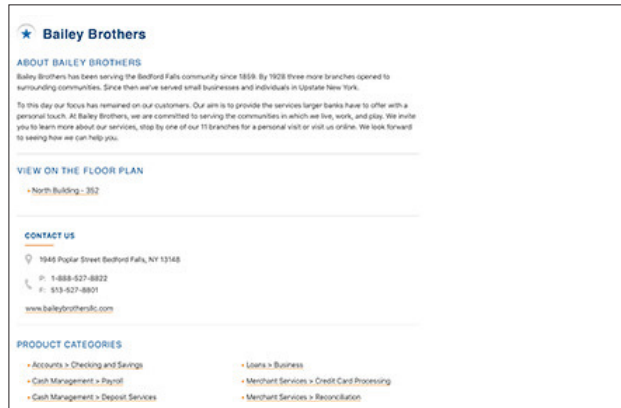 Bailey Brothers
ABOUT BAILEY BROTHERS
Bailey Brothers has been serving the Bedford Falls community since 1859. By 1928 three more branches opened to
surrounding communities. Since then we've served small businesses and individuals in Upstate New York.
To this day our focus has remained on our customers. Our aim is to provide the services larger banks have to offer with a
personal touch. At Bailey Brothers, we are committed to serving the communities in which we live, work, and play. We invite
you to learn more about our services, stop by one of our 11 branches for a personal visit or visit us online. We look forward
to seeing how we can help you.
VIEW ON THE FLOOR PLAN
North Building - 352
CONTACT US
1946 Poplar Street Bedford Falls, NY 13148
P: 1-888-527-8822
F: 513-527-8801
www.baileybrothersllc.com
PRODUCT CATEGORIES
Accounts > Checking and Savings
Cash Management > Payroll
Cash Management > Deposit Services
Loans > Business
Merchant Services > Credit Card Processing
Merchant Services > Reconciliation